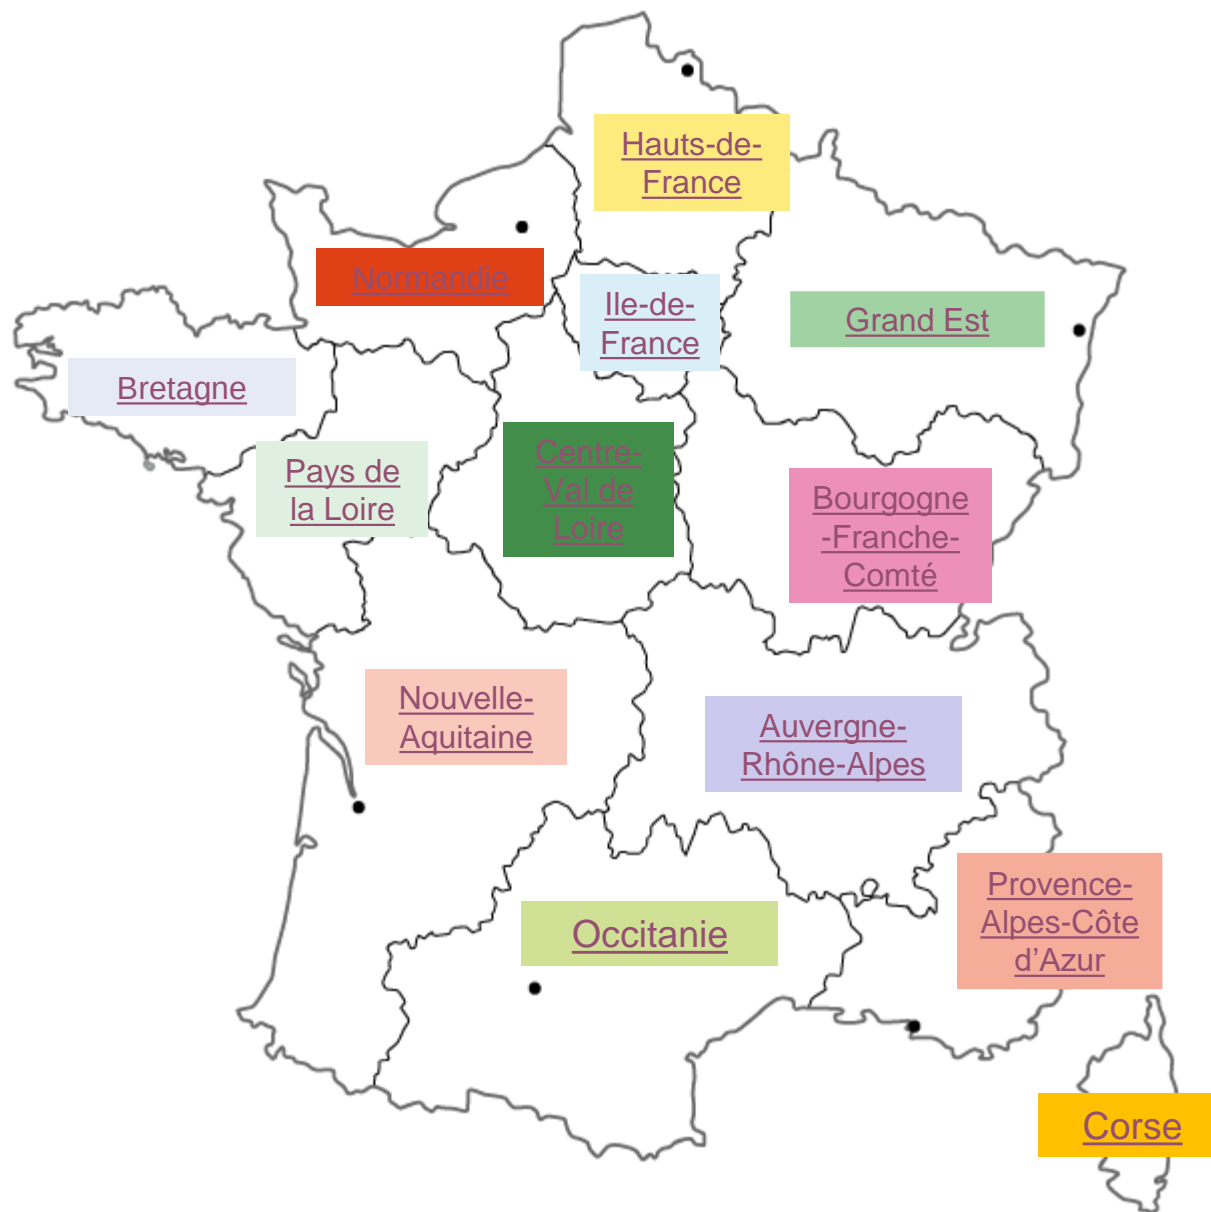 Hauts-de-
France
Normandie
Ile-de-
France
Grand Est
Bretagne
Pays de
la Loire
Centre-
Val de
Loire
Bourgogne
-Franche-
Comté
Nouvelle-
Aquitaine
Auvergne-
Rhône-Alpes
Provence-
Alpes-Côte
d’Azur
Occitanie
Corse